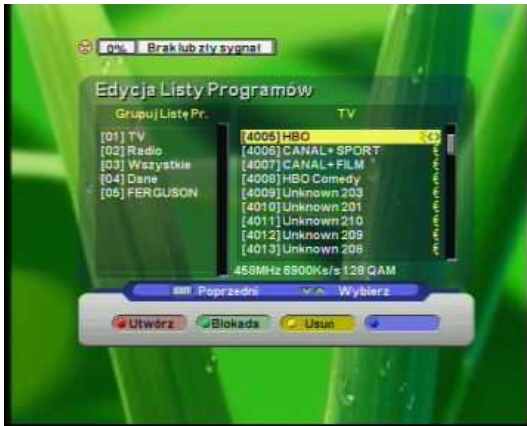 0% Brak lub zły sygnał
Edycja Listy Programów
Grupuj Listę Pr.
[01] TV
[02] Radio
[03] Wszystkie
[04] Dane
[05] FERGUSON
TV
[4005] HBO
[4006] CANAL+ SPORT
[4007] CANAL+ FILM
[4008] HBO Comedy
[4009] Unknown 203
[4010] Unknown 201
[4011] Unknown 210
[4012] Unknown 209
[4013] Unknown 208
458MHz 6900Ks/s 128 QAM
EXIT Poprzedni Wybierz
Utwórz Blokada Usuń